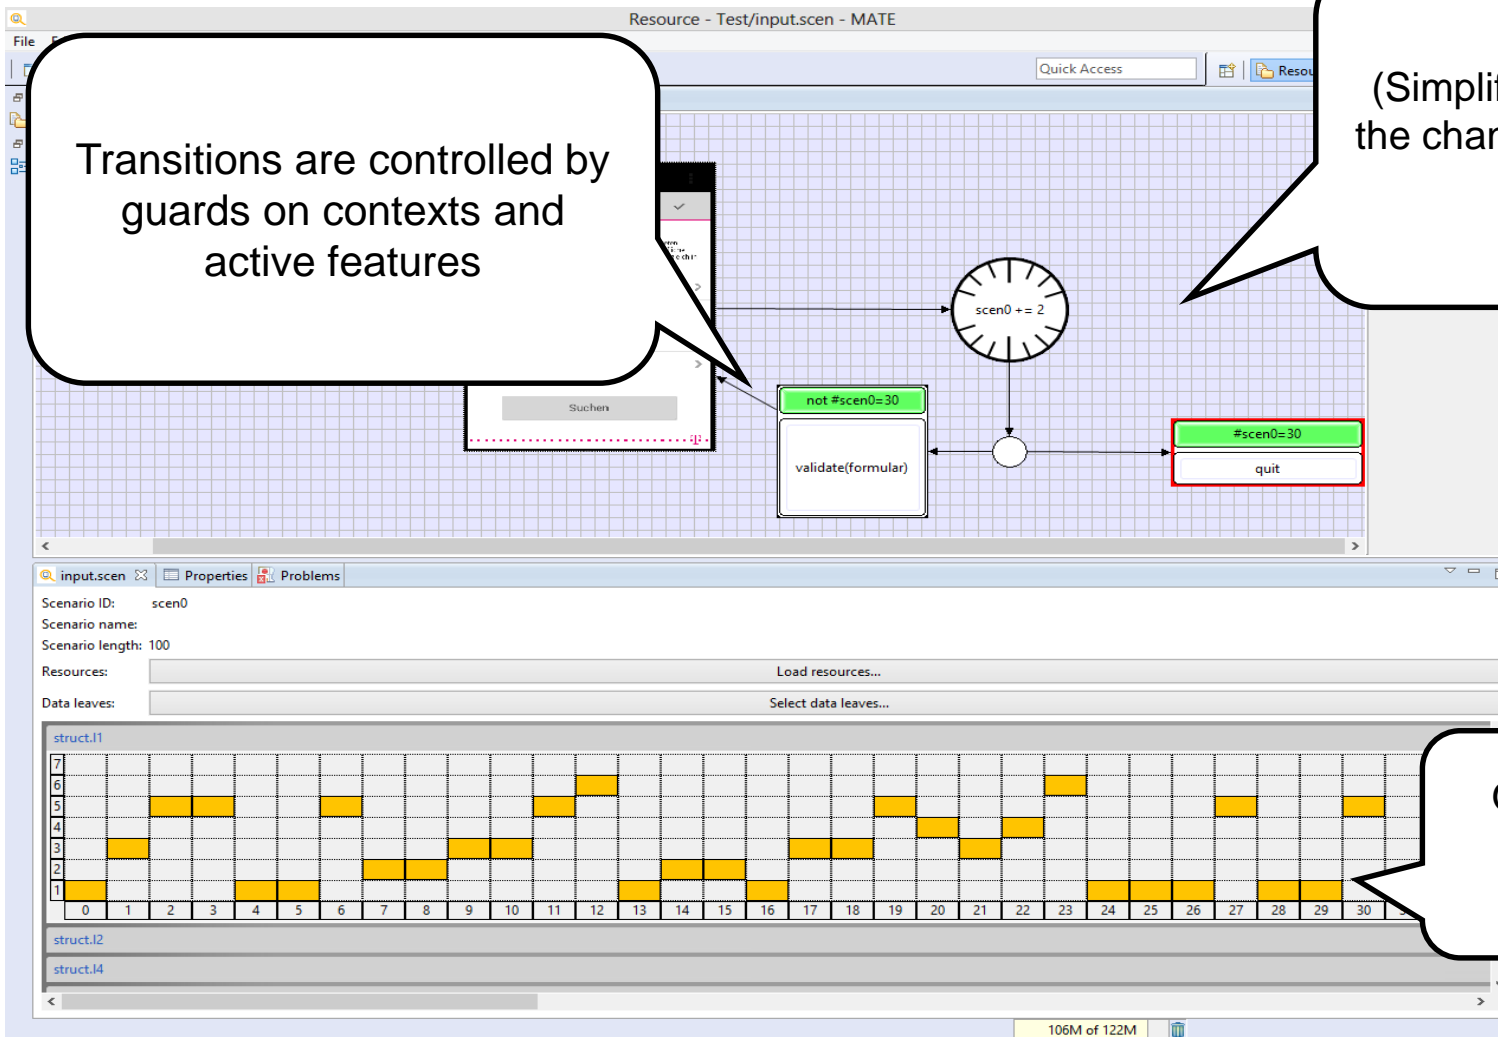 Resource - Test/input.scen - MATE
File
Quick Access
Resou
(Simplif
the char
Transitions are controlled by
guards on contexts and
active features
scen0 += 2
Suchen
not #scen0=30
validate(formular)
#scen0=30
quit
input.scen Properties Problems
Scenario ID: scen0
Scenario name:
Scenario length: 100
Resources: Load resources...
Data leaves: Select data leaves...
struct.l1
7
6
5
4
3
2
1
0 1 2 3 4 5 6 7 8 9 10 11 12 13 14 15 16 17 18 19 20 21 22 23 24 25 26 27 28 29 30
struct.l2
struct.l4
106M of 122M